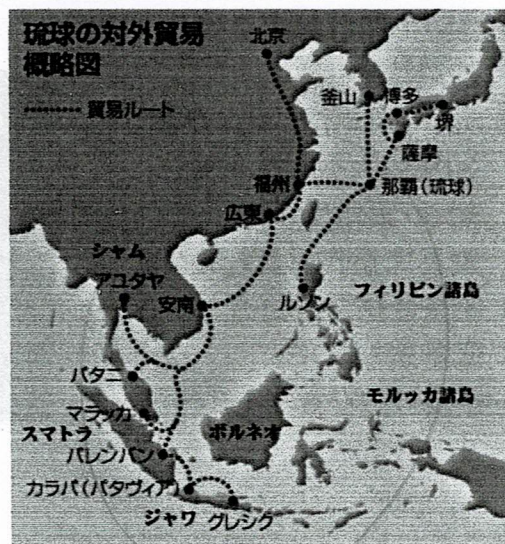 琉球の対外貿易
概略図
貿易ルート
北京
釜山
博多
堺
薩摩
福州
那覇(琉球)
広東
シャム
アユタヤ
安南
ルソン
フィリピン諸島
パタニ
マラッカ
モルッカ諸島
スマトラ
ボルネオ
パレンバン
カラパ(バタヴィア)
ジャワ
グレシク